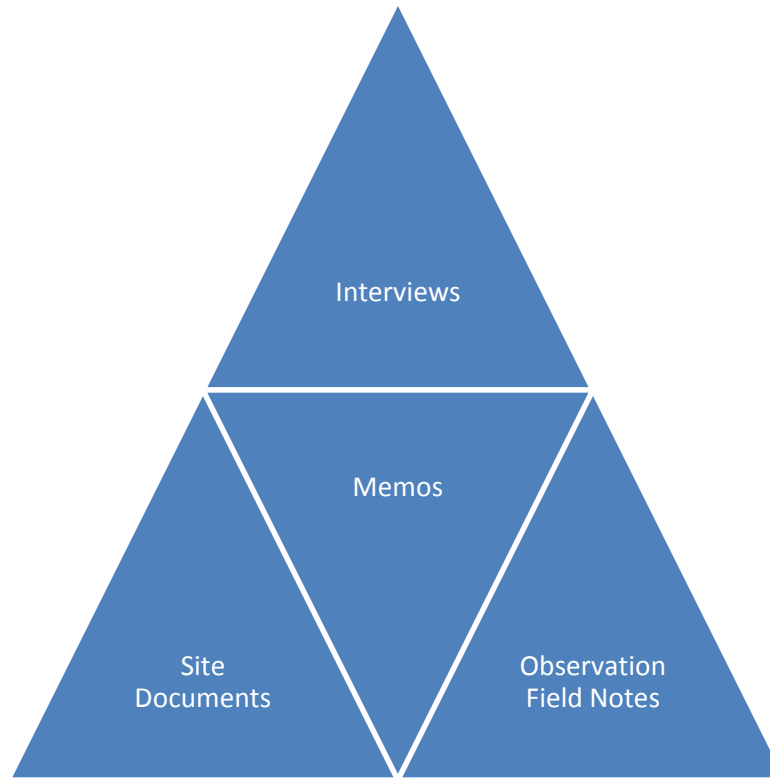 Interviews
Memos
Site
Documents
Observation
Field Notes